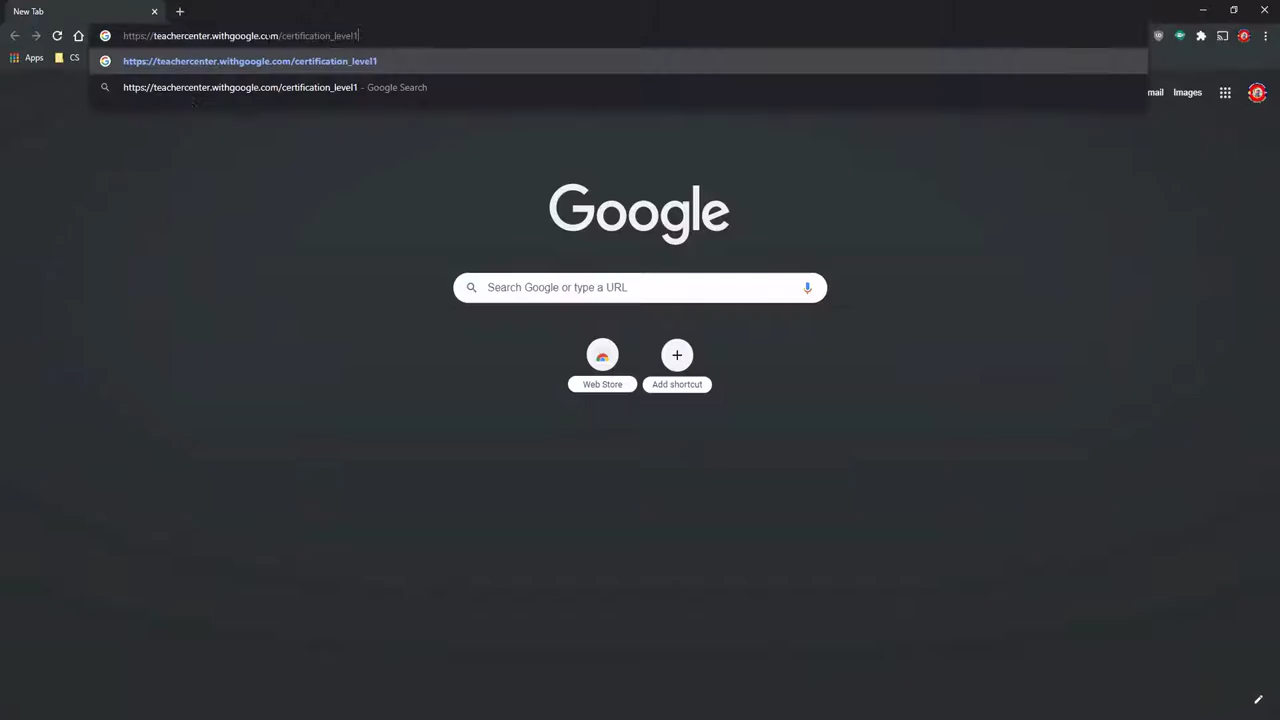 New Tab
https://teachercenter.withgoogle.com/certification_level1
Apps
CS
https://teachercenter.withgoogle.com/certification_level1
https://teachercenter.withgoogle.com/certification_level1 - Google Search
mail Images
Google
Search Google or type a URL
Web Store
Add shortcut